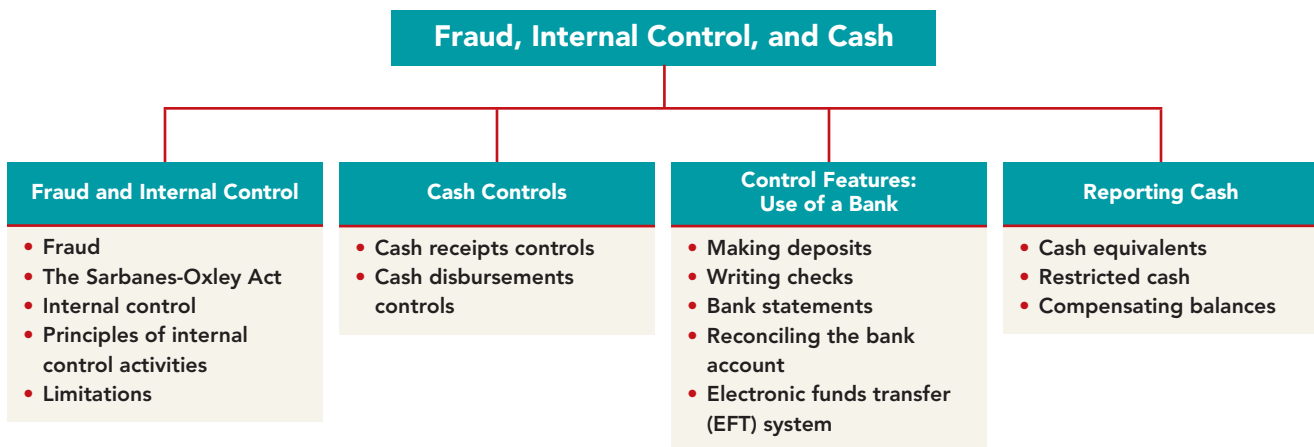 Fraud, Internal Control, and Cash
Fraud and Internal Control
• Fraud
• The Sarbanes-Oxley Act
• Internal control
• Principles of internal
control activities
• Limitations
Cash Controls
• Cash receipts controls
• Cash disbursements
controls
Control Features:
Use of a Bank
• Making deposits
• Writing checks
• Bank statements
• Reconciling the bank
account
• Electronic funds transfer
(EFT) system
Reporting Cash
• Cash equivalents
• Restricted cash
• Compensating balances